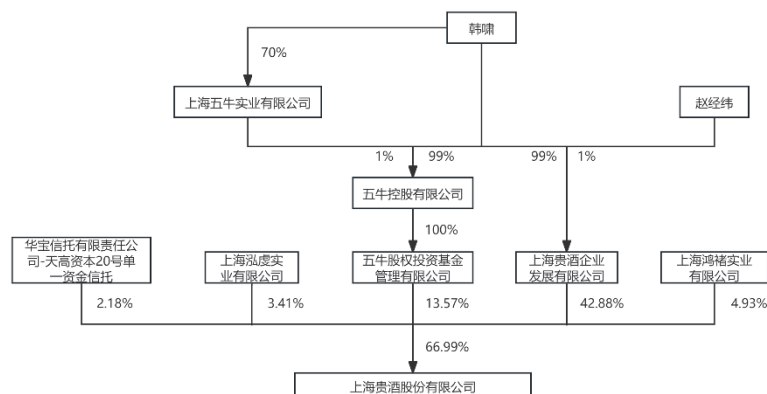 韩啸
70%
上海五牛实业有限公司
赵经纬
1%
99%
99%
1%
五牛控股有限公司
100%
华宝信托有限责任公
司-天高资本20号单
一资金信托
上海泓虔实
业有限公司
五牛股权投资基金
管理有限公司
上海贵酒企业
发展有限公司
上海鸿褚实业
有限公司
2.18%
3.41%
13.57%
42.88%
4.93%
66.99%
上海贵酒股份有限公司